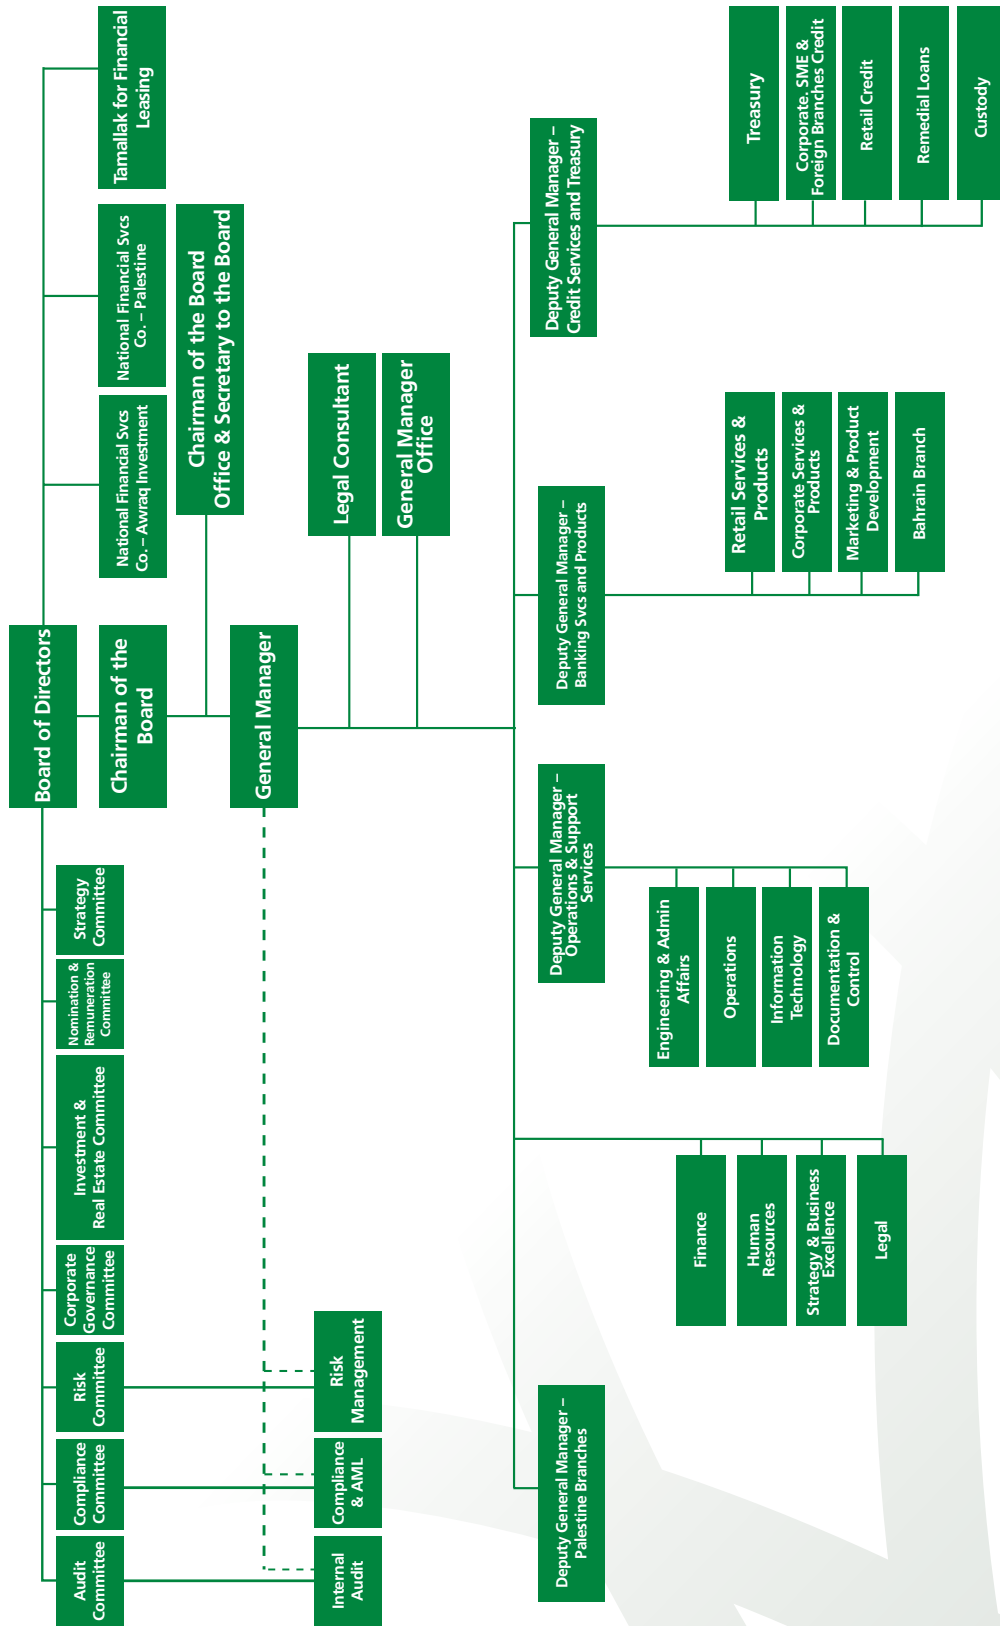 Board of Directors
Tamallak for Financial
Leasing
National Financial Svcs
Co. – Palestine
National Financial Svcs
Co. – Awraq Investment
Chairman of the
Board
Chairman of the Board
Office & Secretary to the Board
General Manager
Legal Consultant
General Manager
Office
Audit
Committee
Compliance
Committee
Risk
Committee
Corporate
Governance
Committee
Investment &
Real Estate Committee
Nomination &
Remuneration
Committee
Strategy
Committee
Internal
Audit
Compliance
& AML
Risk
Management
Deputy General Manager –
Palestine Branches
Finance
Human
Resources
Strategy & Business
Excellence
Legal
Deputy General Manager –
Operations & Support
Services
Engineering & Admin
Affairs
Operations
Information
Technology
Documentation &
Control
Deputy General Manager –
Banking Svcs and Products
Retail Services &
Products
Corporate Services &
Products
Marketing & Product
Development
Bahrain Branch
Deputy General Manager –
Credit Services and Treasury
Treasury
Corporate. SME &
Foreign Branches Credit
Retail Credit
Remedial Loans
Custody